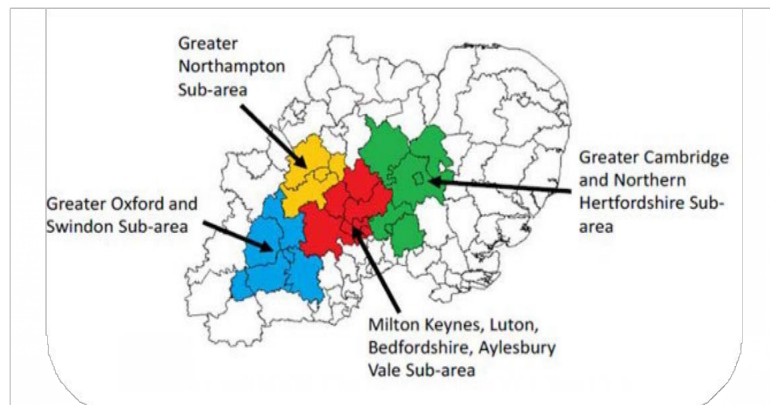 Greater
Northampton
Sub-area
Greater Cambridge
and Northern
Hertfordshire Sub-
area
Greater Oxford and
Swindon Sub-area
Milton Keynes, Luton,
Bedfordshire, Aylesbury
Vale Sub-area